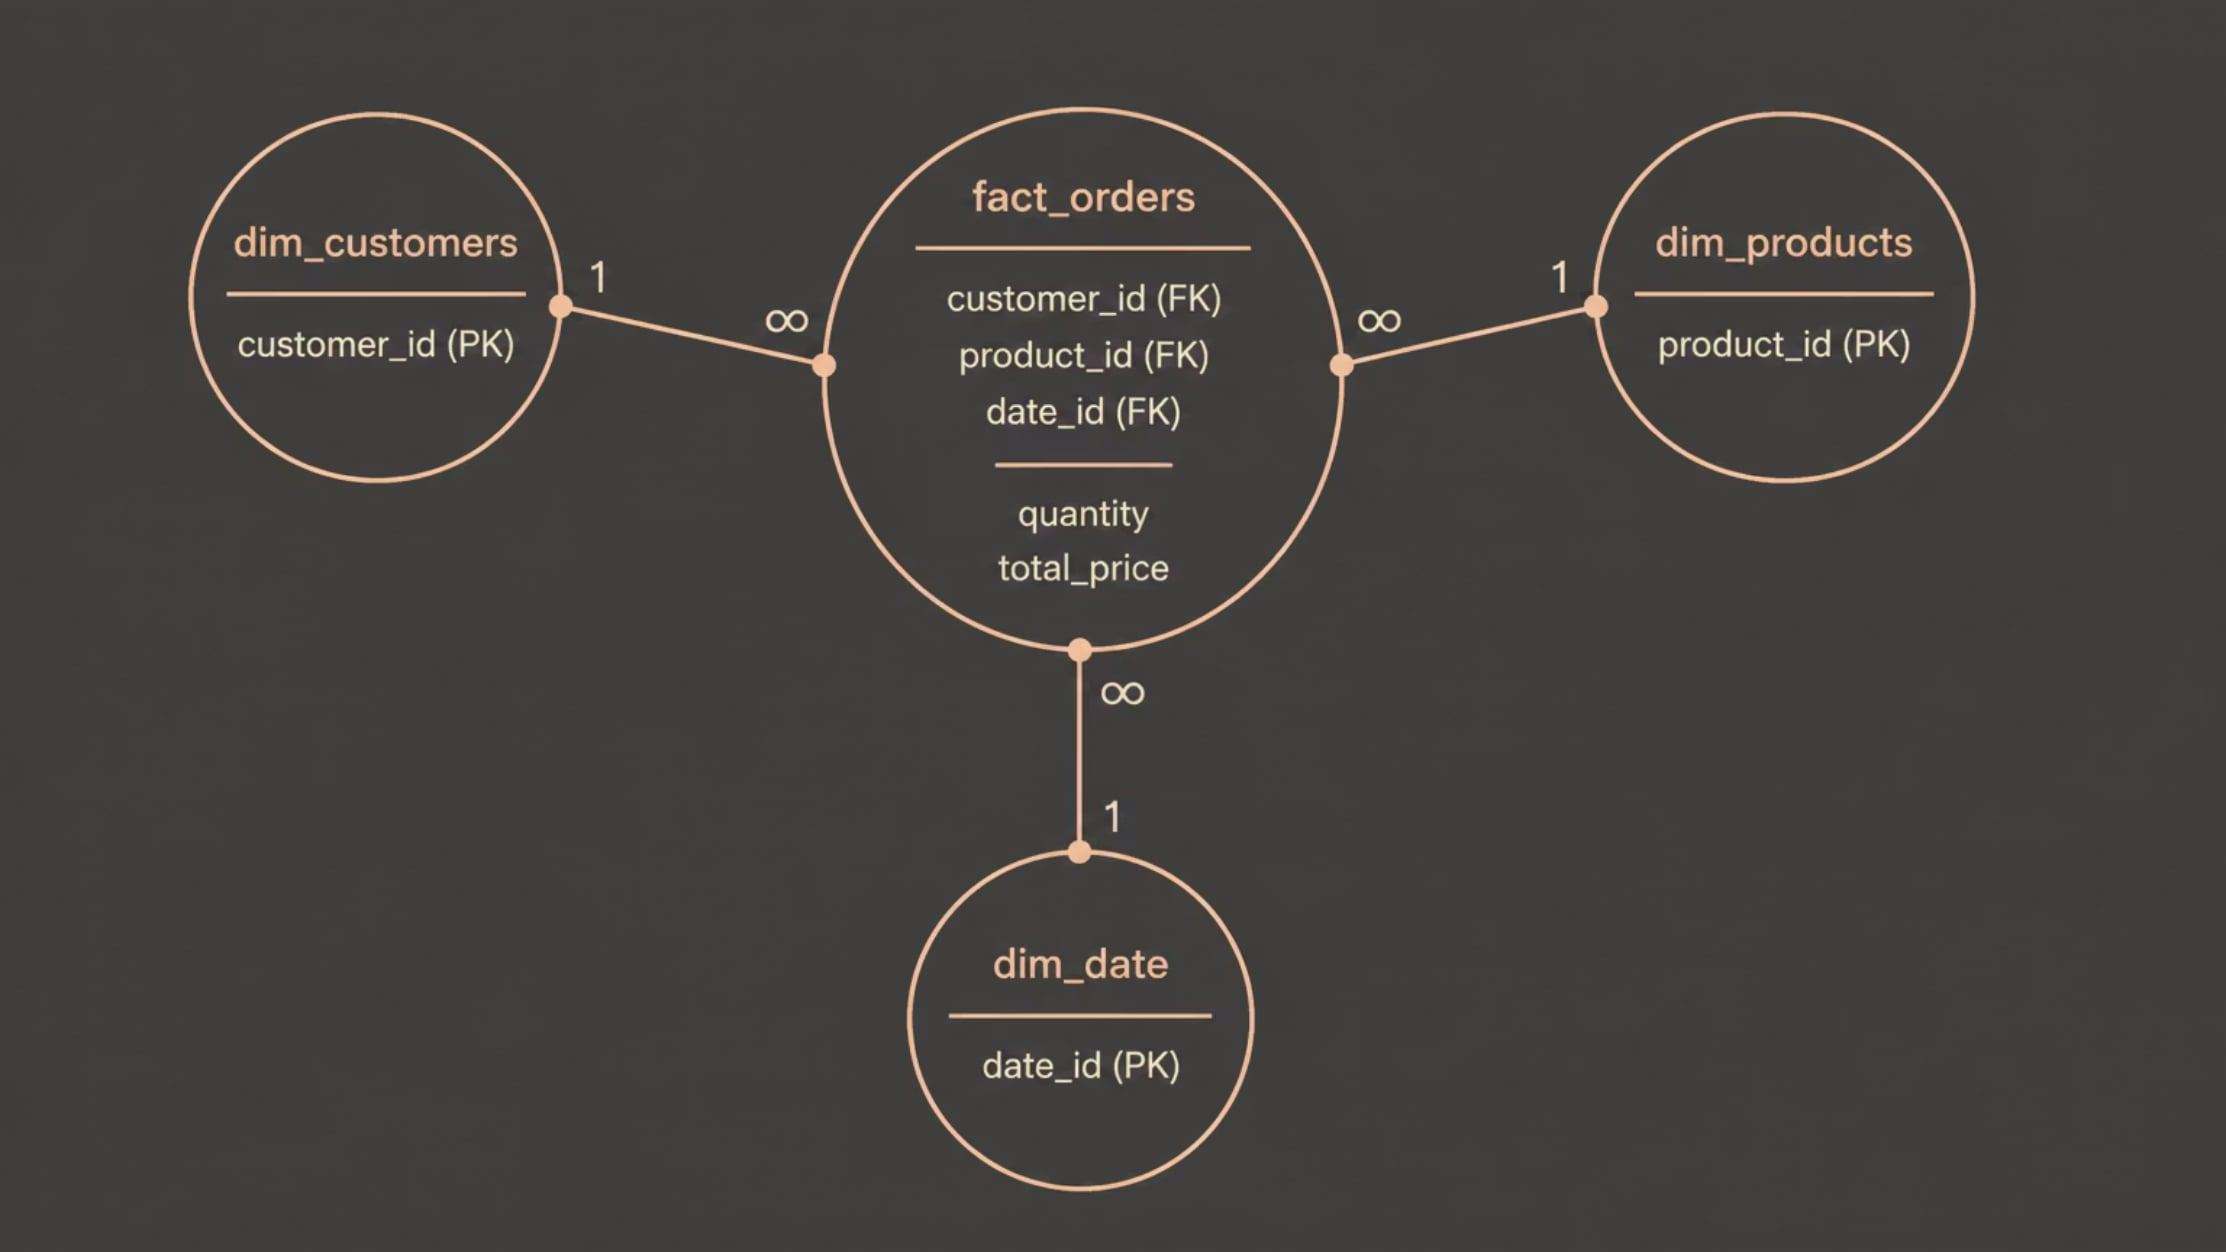 dim_customers
customer_id (PK)
1
∞
fact_orders
customer_id (FK)
product_id (FK)
date_id (FK)
quantity
total_price
∞
1
dim_products
product_id (PK)
∞
1
dim_date
date_id (PK)